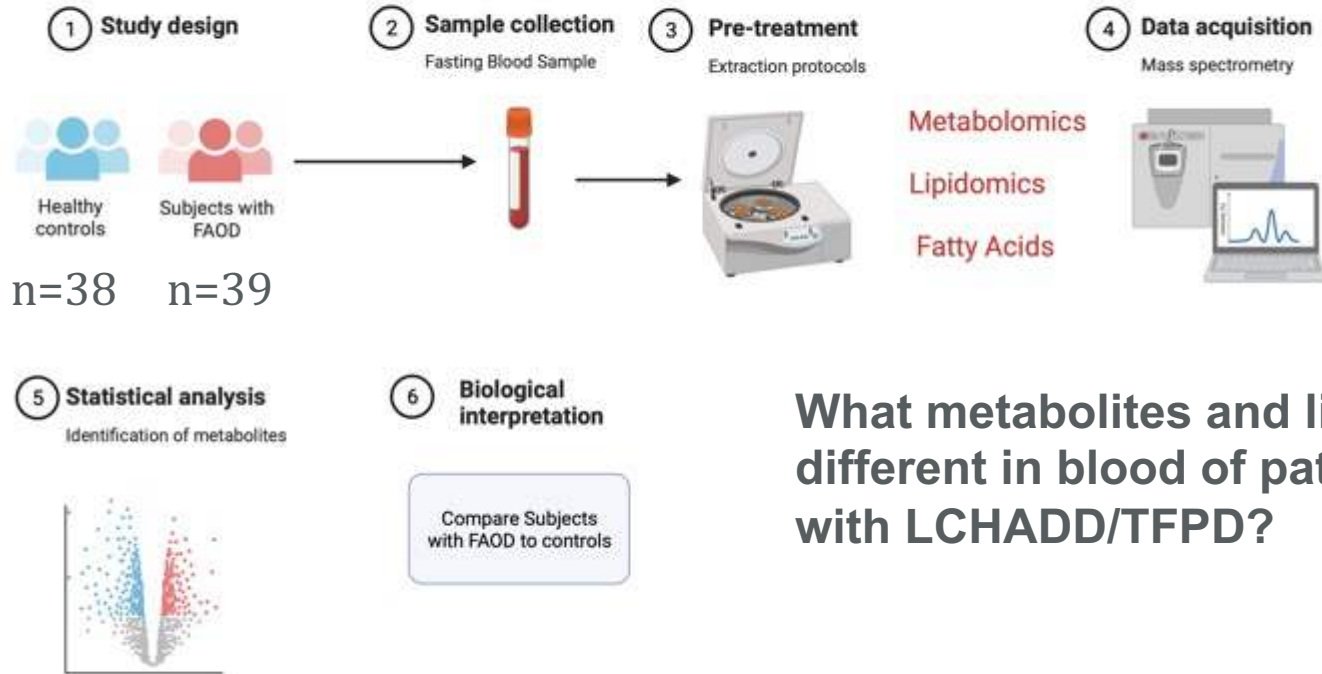 1 Study design
2 Sample collection
Fasting Blood Sample
3 Pre-treatment
Extraction protocols
4 Data acquisition
Mass spectrometry
Healthy
controls
Subjects with
FAOD
n=38 n=39
Metabolomics
Lipidomics
Fatty Acids
5 Statistical analysis
Identification of metabolites
6 Biological
interpretation
Compare Subjects
with FAOD to controls
What metabolites and
different in blood of
with LCHADD/TFPD?